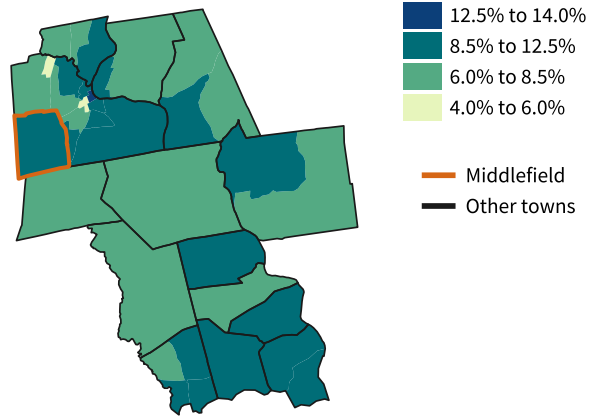 12.5% to 14.0%
8.5% to 12.5%
6.0% to 8.5%
4.0% to 6.0%
Middlefield
Other towns